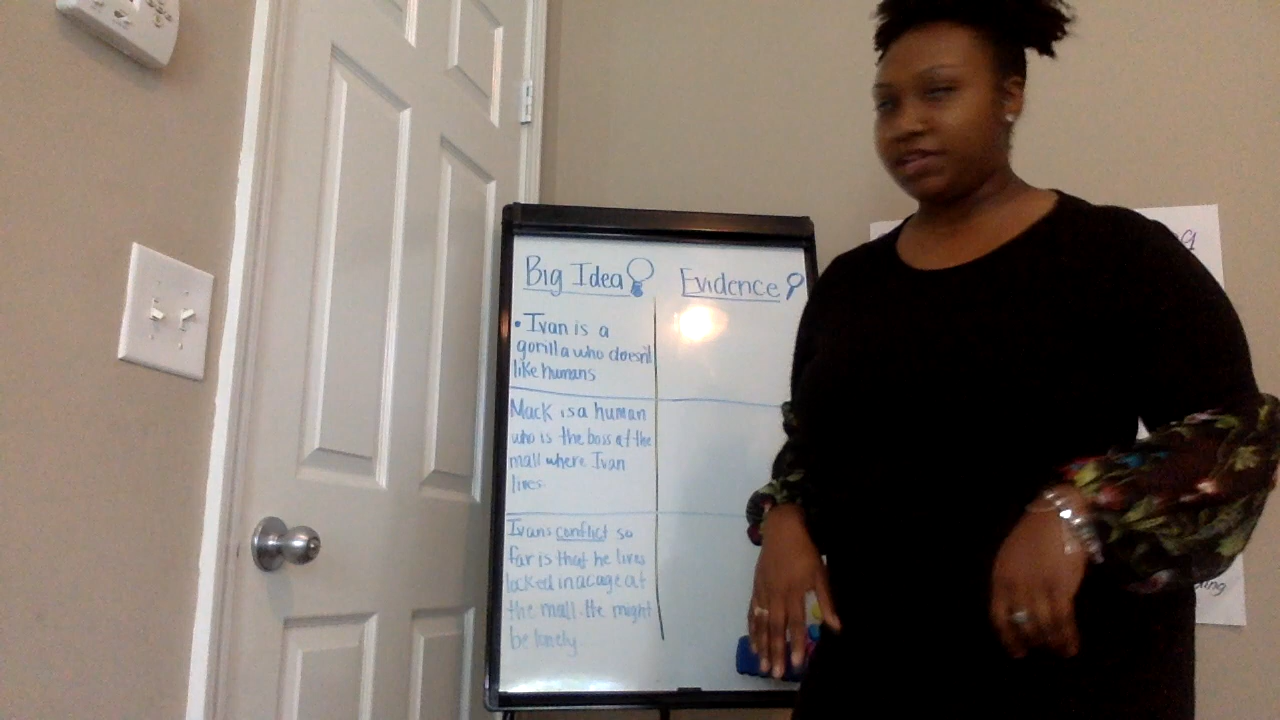 Big Idea
Evidence
• Ivan is a
gorilla who doesn't
like humans
Mack is a human
who is the boss at the
mall where Ivan
lives.
Ivans conflict so
far is that he lives
locked in a cage at
the mall. He might
be lonely.